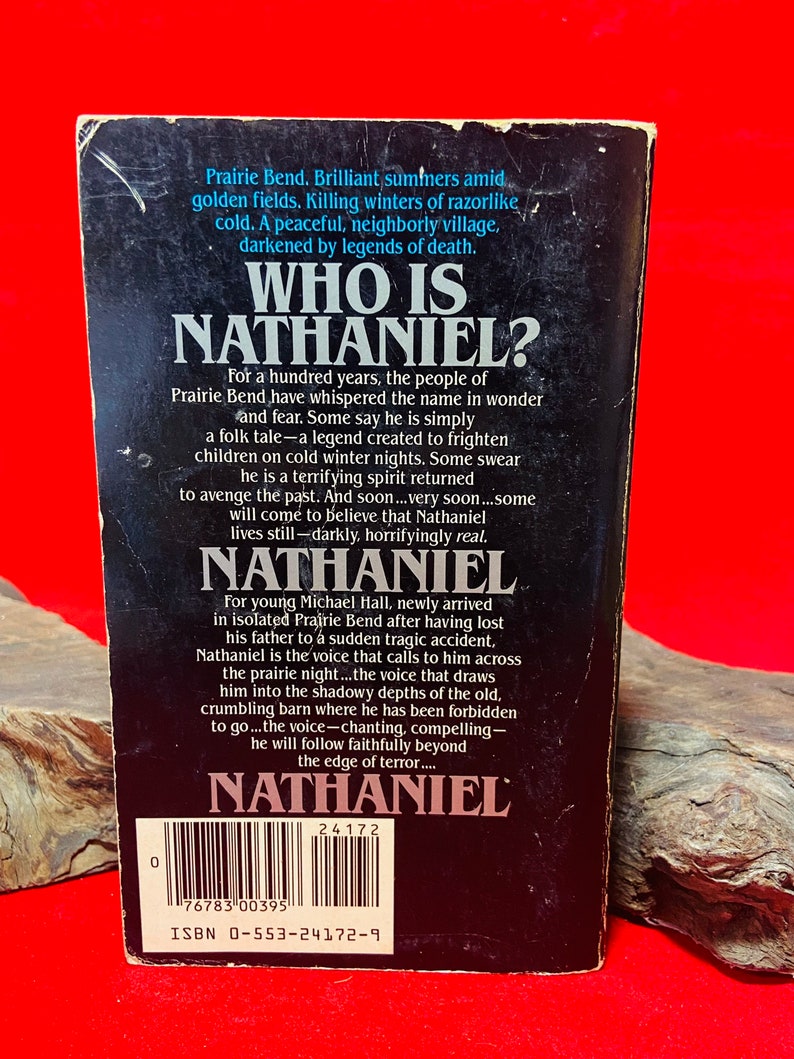 Prairie Bend. Brilliant summers amid
golden fields. Killing winters of razorlike
cold. A peaceful, neighborly village,
darkened by legends of death.
WHO IS
NATHANIEL?
For a hundred years, the people of
Prairie Bend have whispered the name in wonder
and fear. Some say he is simply
a folk tale—a legend created to frighten
children on cold winter nights. Some swear
he is a terrifying spirit returned
to avenge the past. And soon...very soon...some
will come to believe that Nathaniel
lives still—darkly, horrifyingly real.
NATHANIEL
For young Michael Hall, newly arrived
in isolated Prairie Bend after having lost
his father to a sudden tragic accident,
Nathaniel is the voice that calls to him across
the prairie night...the voice that draws
him into the shadowy depths of the old,
crumbling barn where he has been forbidden
to go...the voice—chanting, compelling—
he will follow faithfully beyond
the edge of terror....
NATHANIEL
24172
0
76783 00395
ISBN 0-553-24172-9